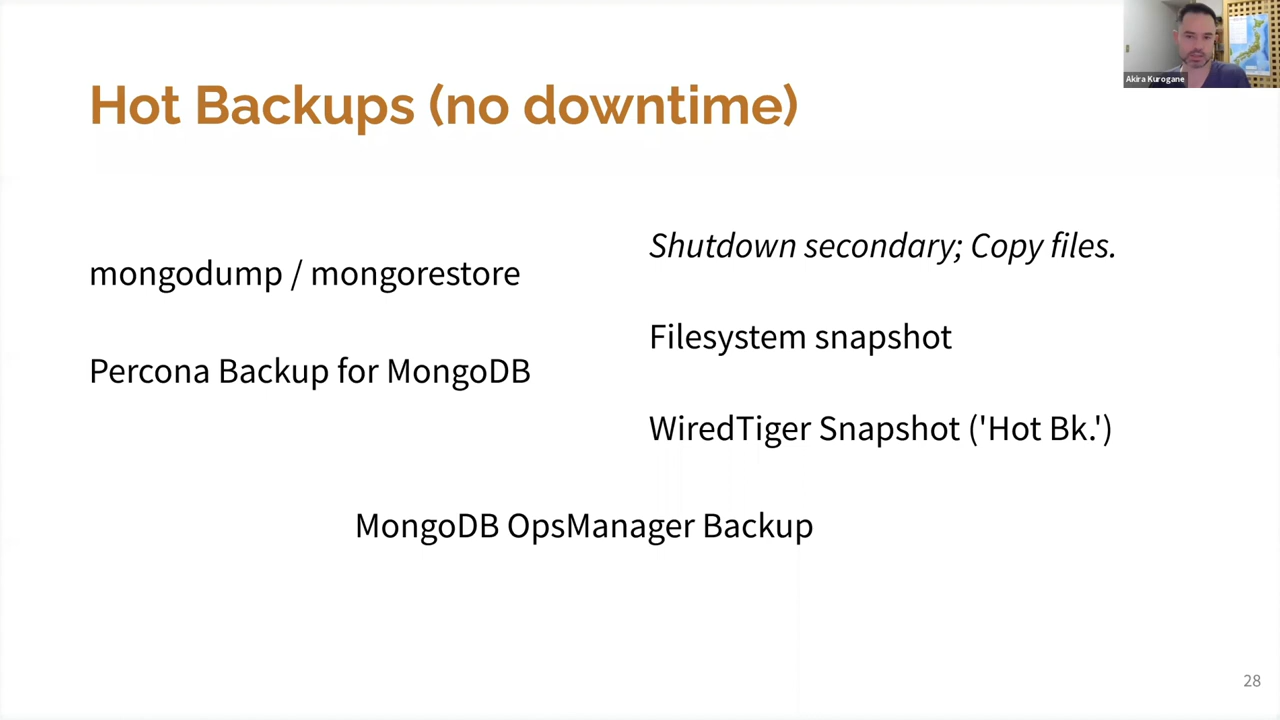 Hot Backups (no downtime)
Akira Kurogane
mongodump / mongorestore
Percona Backup for MongoDB
Shutdown secondary; Copy files.
Filesystem snapshot
WiredTiger Snapshot ('Hot Bk.')
MongoDB OpsManager Backup
28